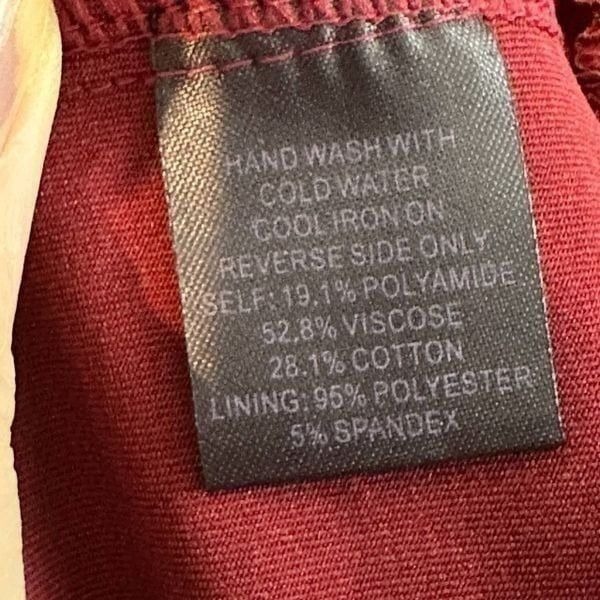 HAND WASH WITH
COLD WATER
COOL IRON ON
REVERSE SIDE ONLY
SELF: 19.1% POLYAMIDE
52.8% VISCOSE
28.1% COTTON
LINING: 95% POLYESTER
5% SPANDEX